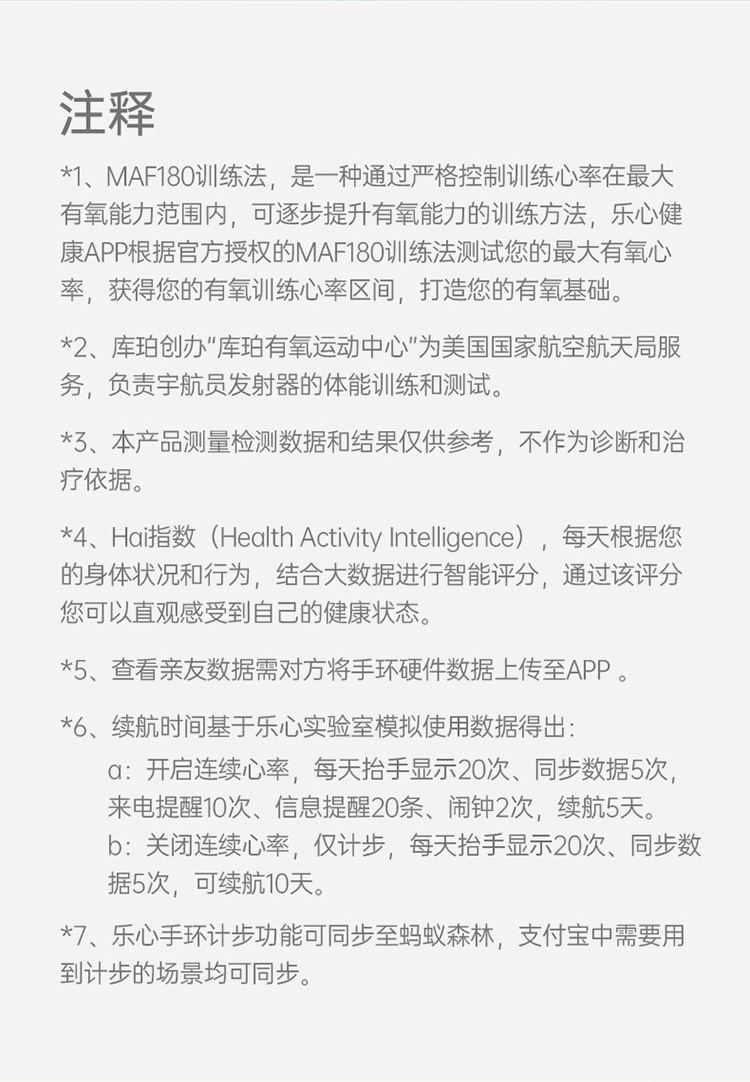 注释
*1、MAF180训练法，是一种通过严格控制训练心率在最大
有氧能力范围内，可逐步提升有氧能力的训练方法，乐心健
康APP根据官方授权的MAF180训练法测试您的最大有氧心
率，获得您的有氧训练心率区间，打造您的有氧基础。
*2、库珀创办"库珀有氧运动中心"为美国国家航空航天局服
务，负责宇航员发射器的体能训练和测试。
*3、本产品测量检测数据和结果仅供参考，不作为诊断和治
疗依据。
*4、Hai指数（Health Activity Intelligence），每天根据您
的身体状况和行为，结合大数据进行智能评分，通过该评分
您可以直观感受到自己的健康状态。
*5、查看亲友数据需对方将手环硬件数据上传至APP 。
*6、续航时间基于乐心实验室模拟使用数据得出：
a：开启连续心率，每天抬手显示20次、同步数据5次，
来电提醒10次、信息提醒20条、闹钟2次，续航5天。
b：关闭连续心率，仅计步，每天抬手显示20次、同步数
据5次，可续航10天。
*7、乐心手环计步功能可同步至蚂蚁森林，支付宝中需要用
到计步的场景均可同步。